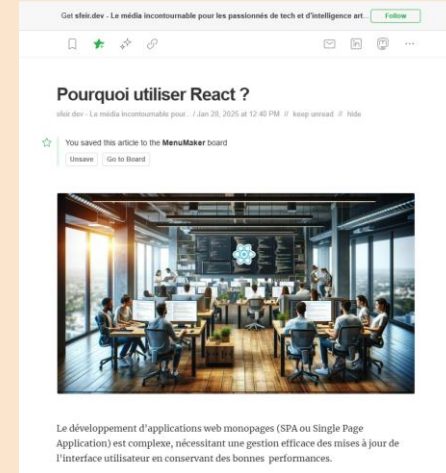 Get sfeir.dev - Le média incontournable pour les passionnés de tech et d'intelligence art...
Follow
Pourquoi utiliser React ?
sfeir.dev - Le média incontournable pour... / Jan 20, 2025 at 12:40 PM // keep unread // hide
You saved this article to the MenuMaker board
Unsave
Go to Board
Le développement d'applications web monopages (SPA ou Single Page
Application) est complexe, nécessitant une gestion efficace des mises à jour de
l'interface utilisateur en conservant des bonnes performances.